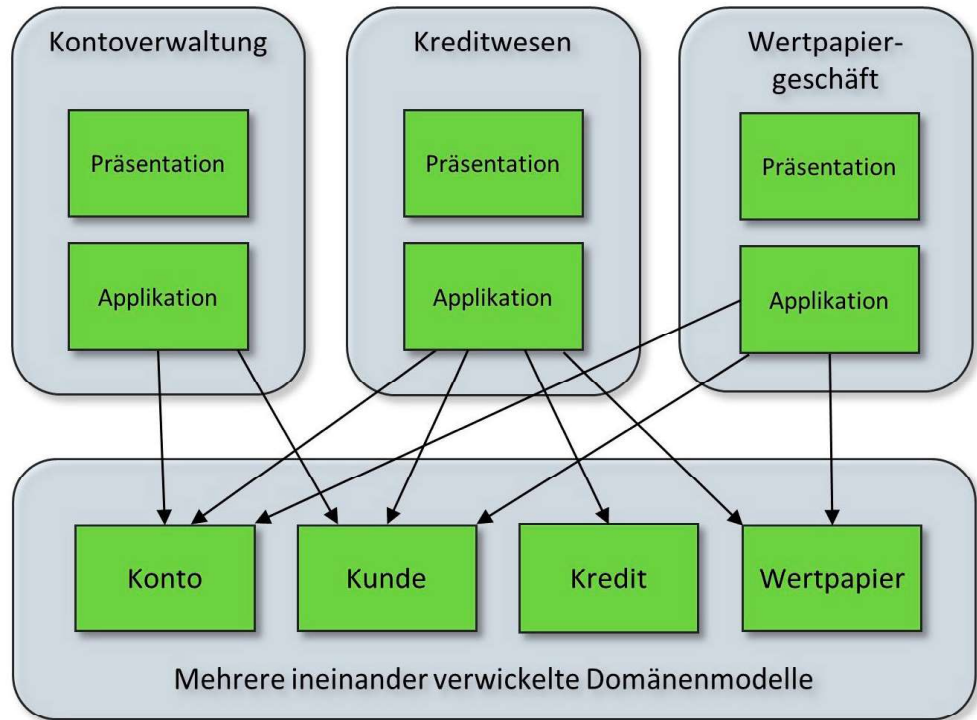 Kontoverwaltung
Präsentation
Applikation
Kreditwesen
Präsentation
Applikation
Wertpapier-
geschäft
Präsentation
Applikation
Konto
Kunde
Kredit
Wertpapier
Mehrere ineinander verwickelte Domänenmodelle